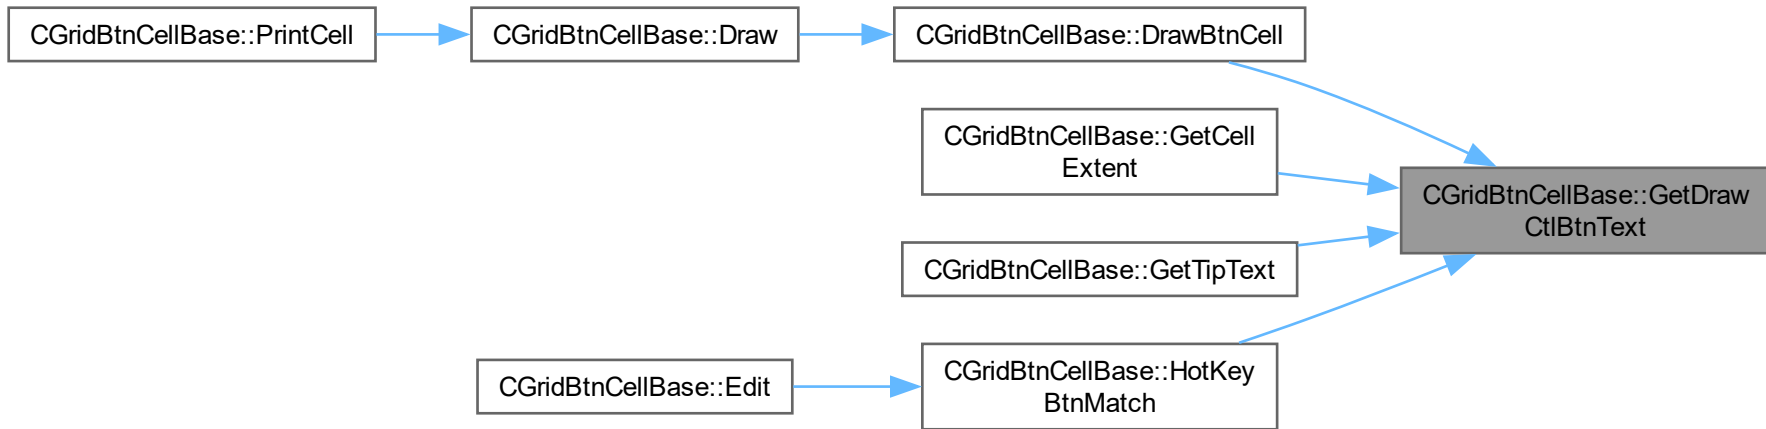 CGridBtnCellBase::PrintCell
CGridBtnCellBase::Draw
CGridBtnCellBase::DrawBtnCell
CGridBtnCellBase::GetCell
Extent
CGridBtnCellBase::GetDraw
CtlBtnText
CGridBtnCellBase::GetTipText
CGridBtnCellBase::Edit
CGridBtnCellBase::HotKey
BtnMatch